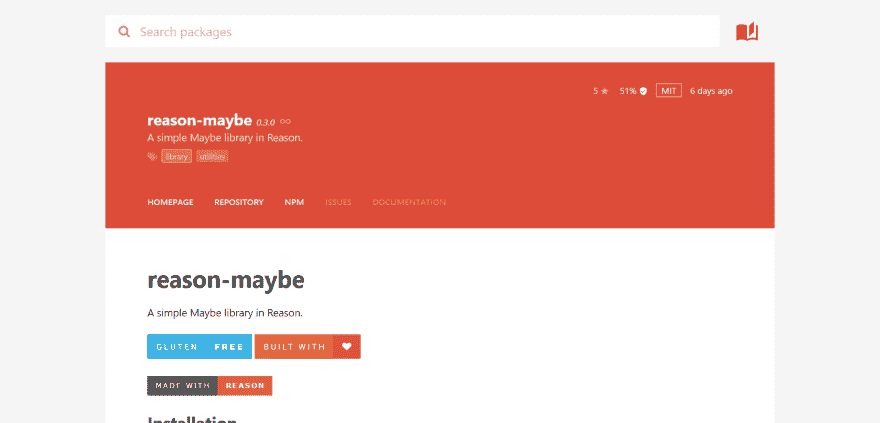 Search packages
5 51% MIT 6 days ago
reason-maybe 0.3.0
A simple Maybe library in Reason.
library utilities
HOMEPAGE REPOSITORY NPM ISSUES DOCUMENTATION
reason-maybe
A simple Maybe library in Reason.
GLUTEN FREE BUILT WITH
MADE WITH REASON
Installation